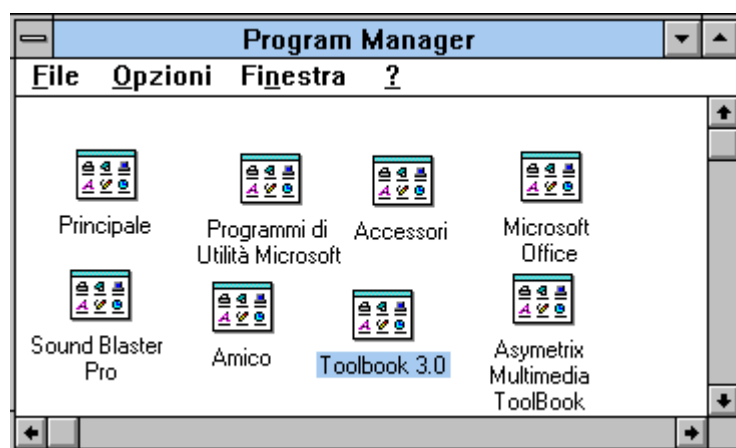 Program Manager
File Opzioni Finestra ?
Principale
Programmi di
Utilità Microsoft
Accessori
Microsoft
Office
Sound Blaster
Pro
Amico
Toolbook 3.0
Asymetrix
Multimedia
ToolBook